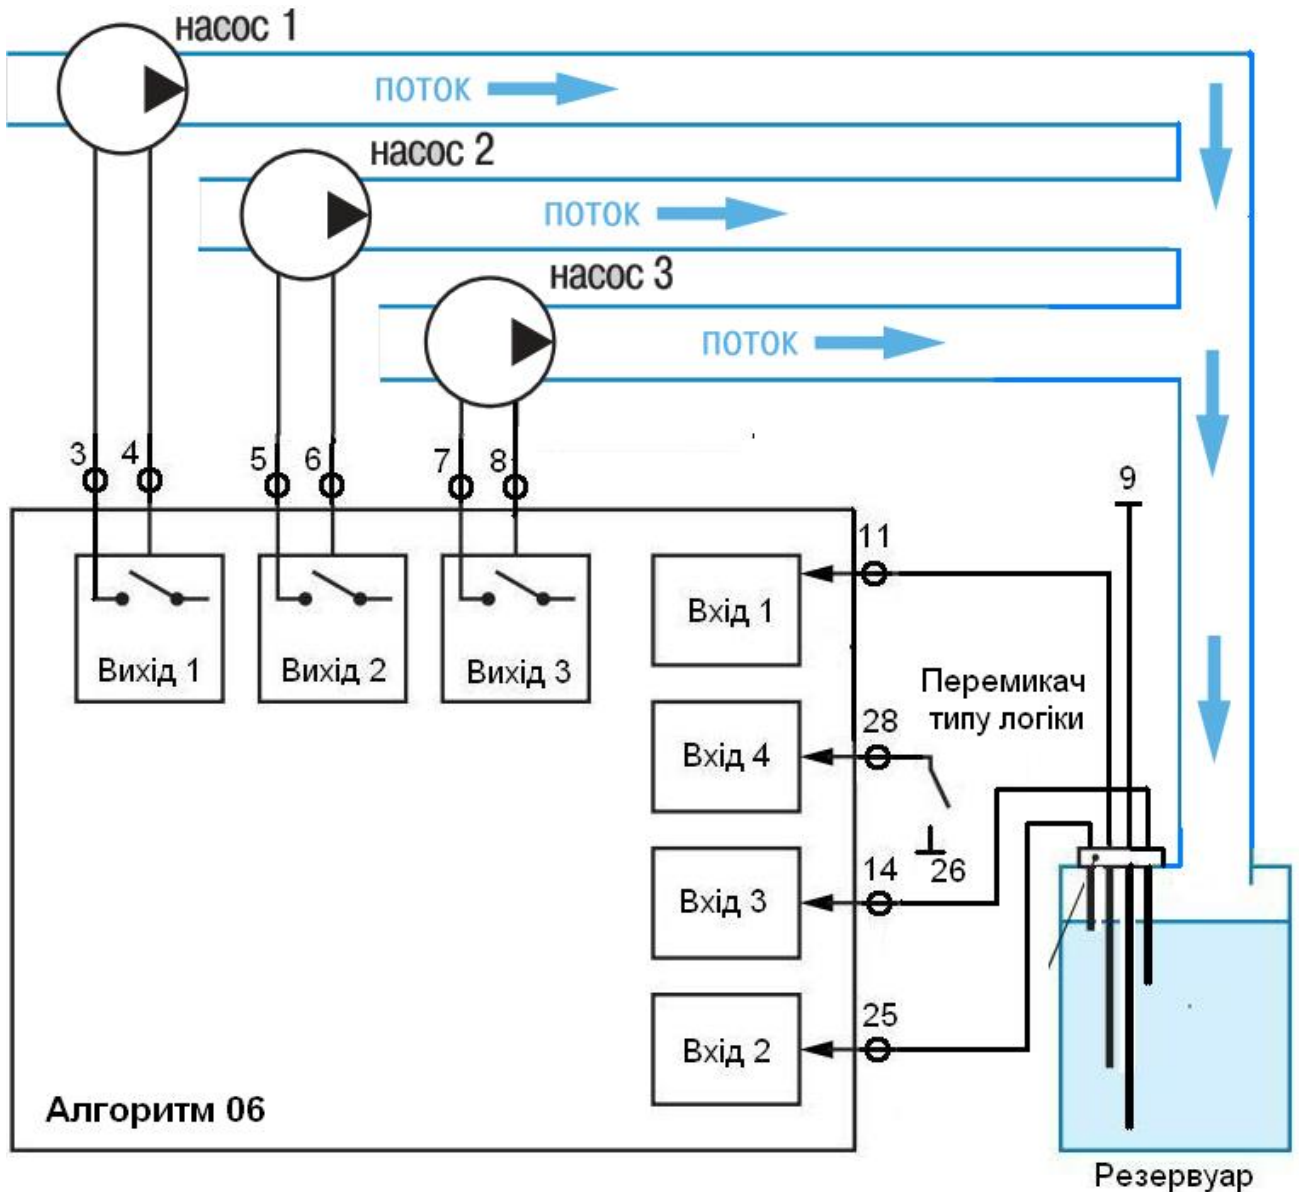 насос 1
поток
насос 2
поток
насос 3
поток
3 4 5 6 7 8
9
11
Вхід 1
Вихід 1 Вихід 2 Вихід 3
Перемикач
типу логіки
28
Вхід 4
26
14
Вхід 3
25
Вхід 2
Алгоритм 06
Резервуар